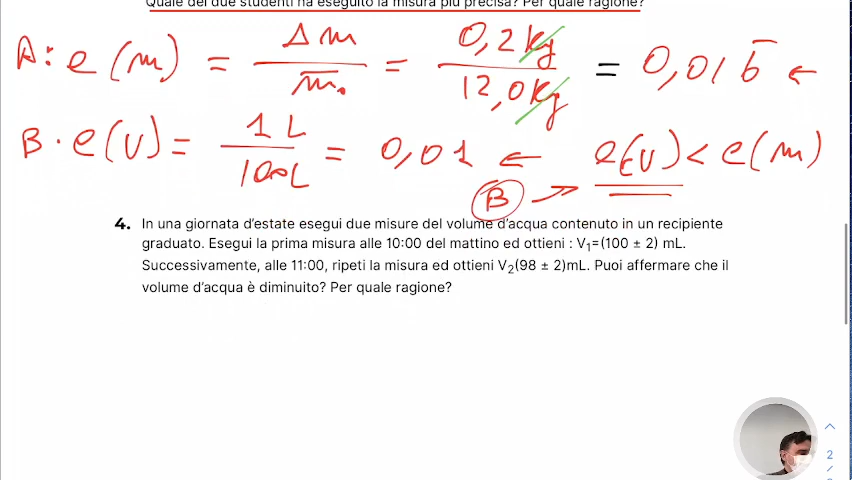 Quale dei due studenti ha eseguito la misura più precisa? Per quale ragione?
A: e (m) = Δm / m̅. = 0,2 kg / 12,0 kg = 0,016̅ ←
B. e(V) = 1 L / 100 L = 0,01 ← e(V) < e(m)
B →
4. In una giornata d'estate esegui due misure del volume d'acqua contenuto in un recipiente
graduato. Esegui la prima misura alle 10:00 del mattino ed ottieni : V₁=(100 ± 2) mL.
Successivamente, alle 11:00, ripeti la misura ed ottieni V₂(98 ± 2)mL. Puoi affermare che il
volume d'acqua è diminuito? Per quale ragione?
2
/